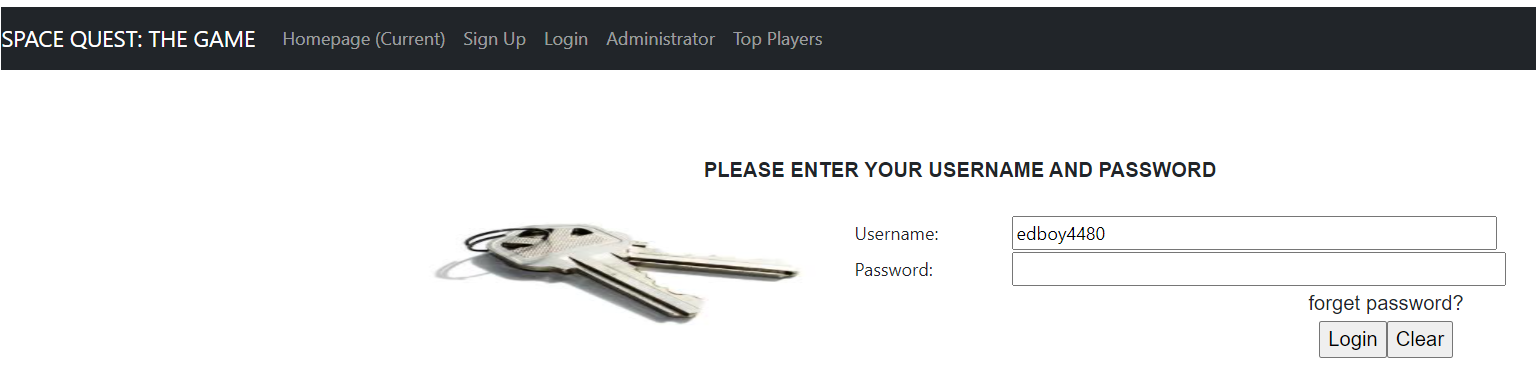 SPACE QUEST: THE GAME Homepage (Current) Sign Up Login Administrator Top Players
PLEASE ENTER YOUR USERNAME AND PASSWORD
Username: edboy4480
Password:
forget password?
Login Clear